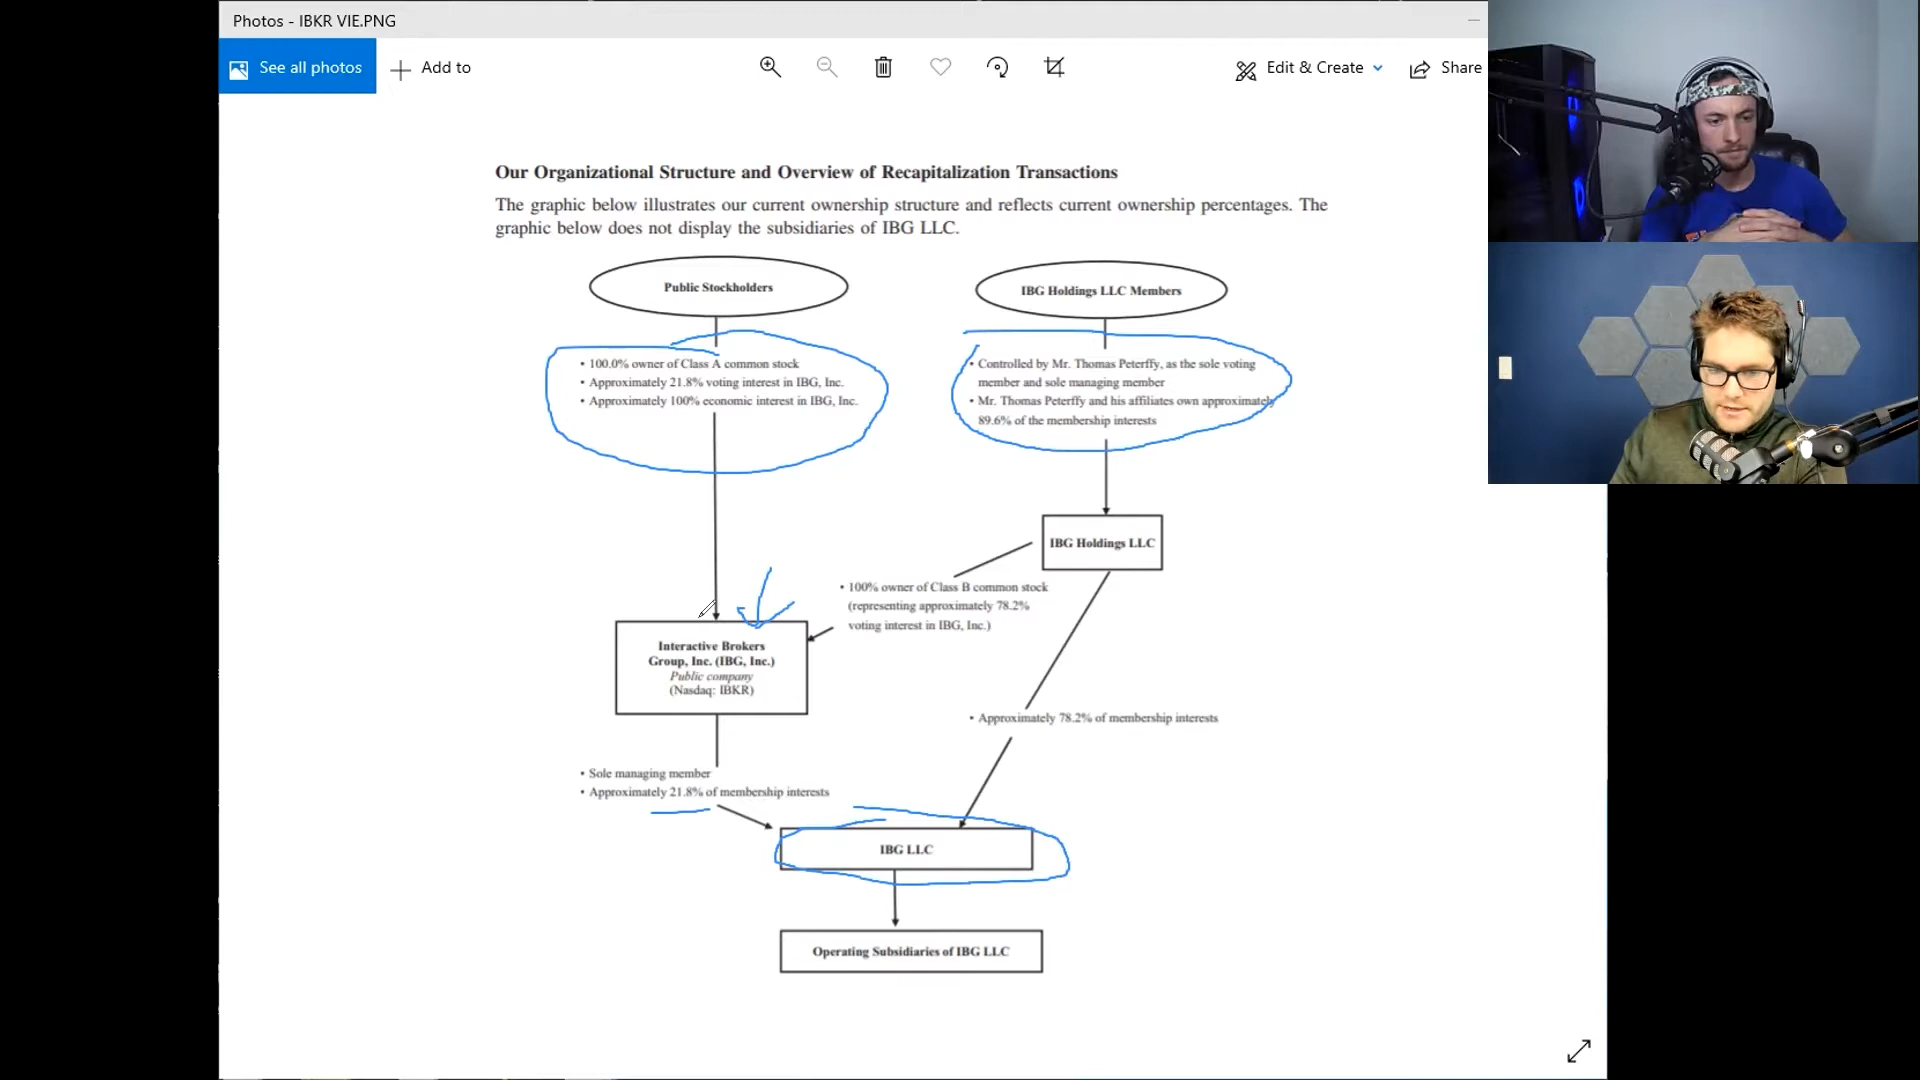 Photos - IBKR VIE.PNG
See all photos
Add to
Edit & Create
Share
Our Organizational Structure and Overview of Recapitalization Transactions
The graphic below illustrates our current ownership structure and reflects current ownership percentages. The
graphic below does not display the subsidiaries of IBG LLC.
Public Stockholders
IBG Holdings LLC Members
• 100.0% owner of Class A common stock
• Approximately 21.8% voting interest in IBG, Inc.
• Approximately 100% economic interest in IBG, Inc.
• Controlled by Mr. Thomas Peterffy, as the sole voting
member and sole managing member
• Mr. Thomas Peterffy and his affiliates own approximately
89.6% of the membership interests
IBG Holdings LLC
• 100% owner of Class B common stock
(representing approximately 78.2%
voting interest in IBG, Inc.)
Interactive Brokers
Group, Inc. (IBG, Inc.)
Public company
(Nasdaq: IBKR)
• Approximately 78.2% of membership interests
• Sole managing member
• Approximately 21.8% of membership interests
IBG LLC
Operating Subsidiaries of IBG LLC